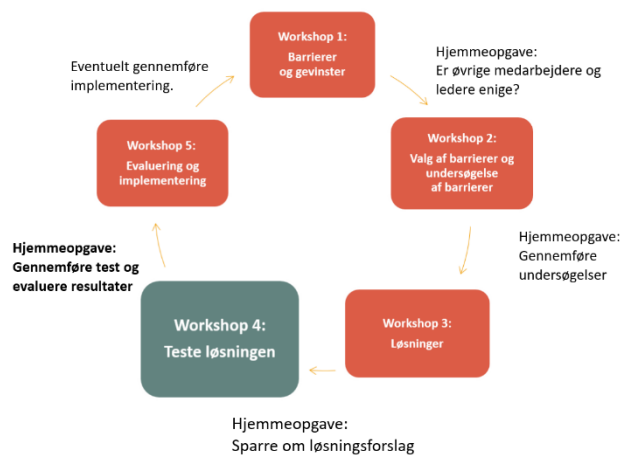 Workshop 1:
Barrierer
og gevinster
Hjemmeopgave:
Er øvrige medarbejdere og
ledere enige?
Workshop 2:
Valg af barrierer og
undersøgelse
af barrierer
Hjemmeopgave:
Gennemføre
undersøgelser
Workshop 3:
Løsninger
Hjemmeopgave:
Sparre om løsningsforslag
Workshop 4:
Teste løsningen
Hjemmeopgave:
Gennemføre test og
evaluere resultater
Workshop 5:
Evaluering og
implementering
Eventuelt gennemføre
implementering.